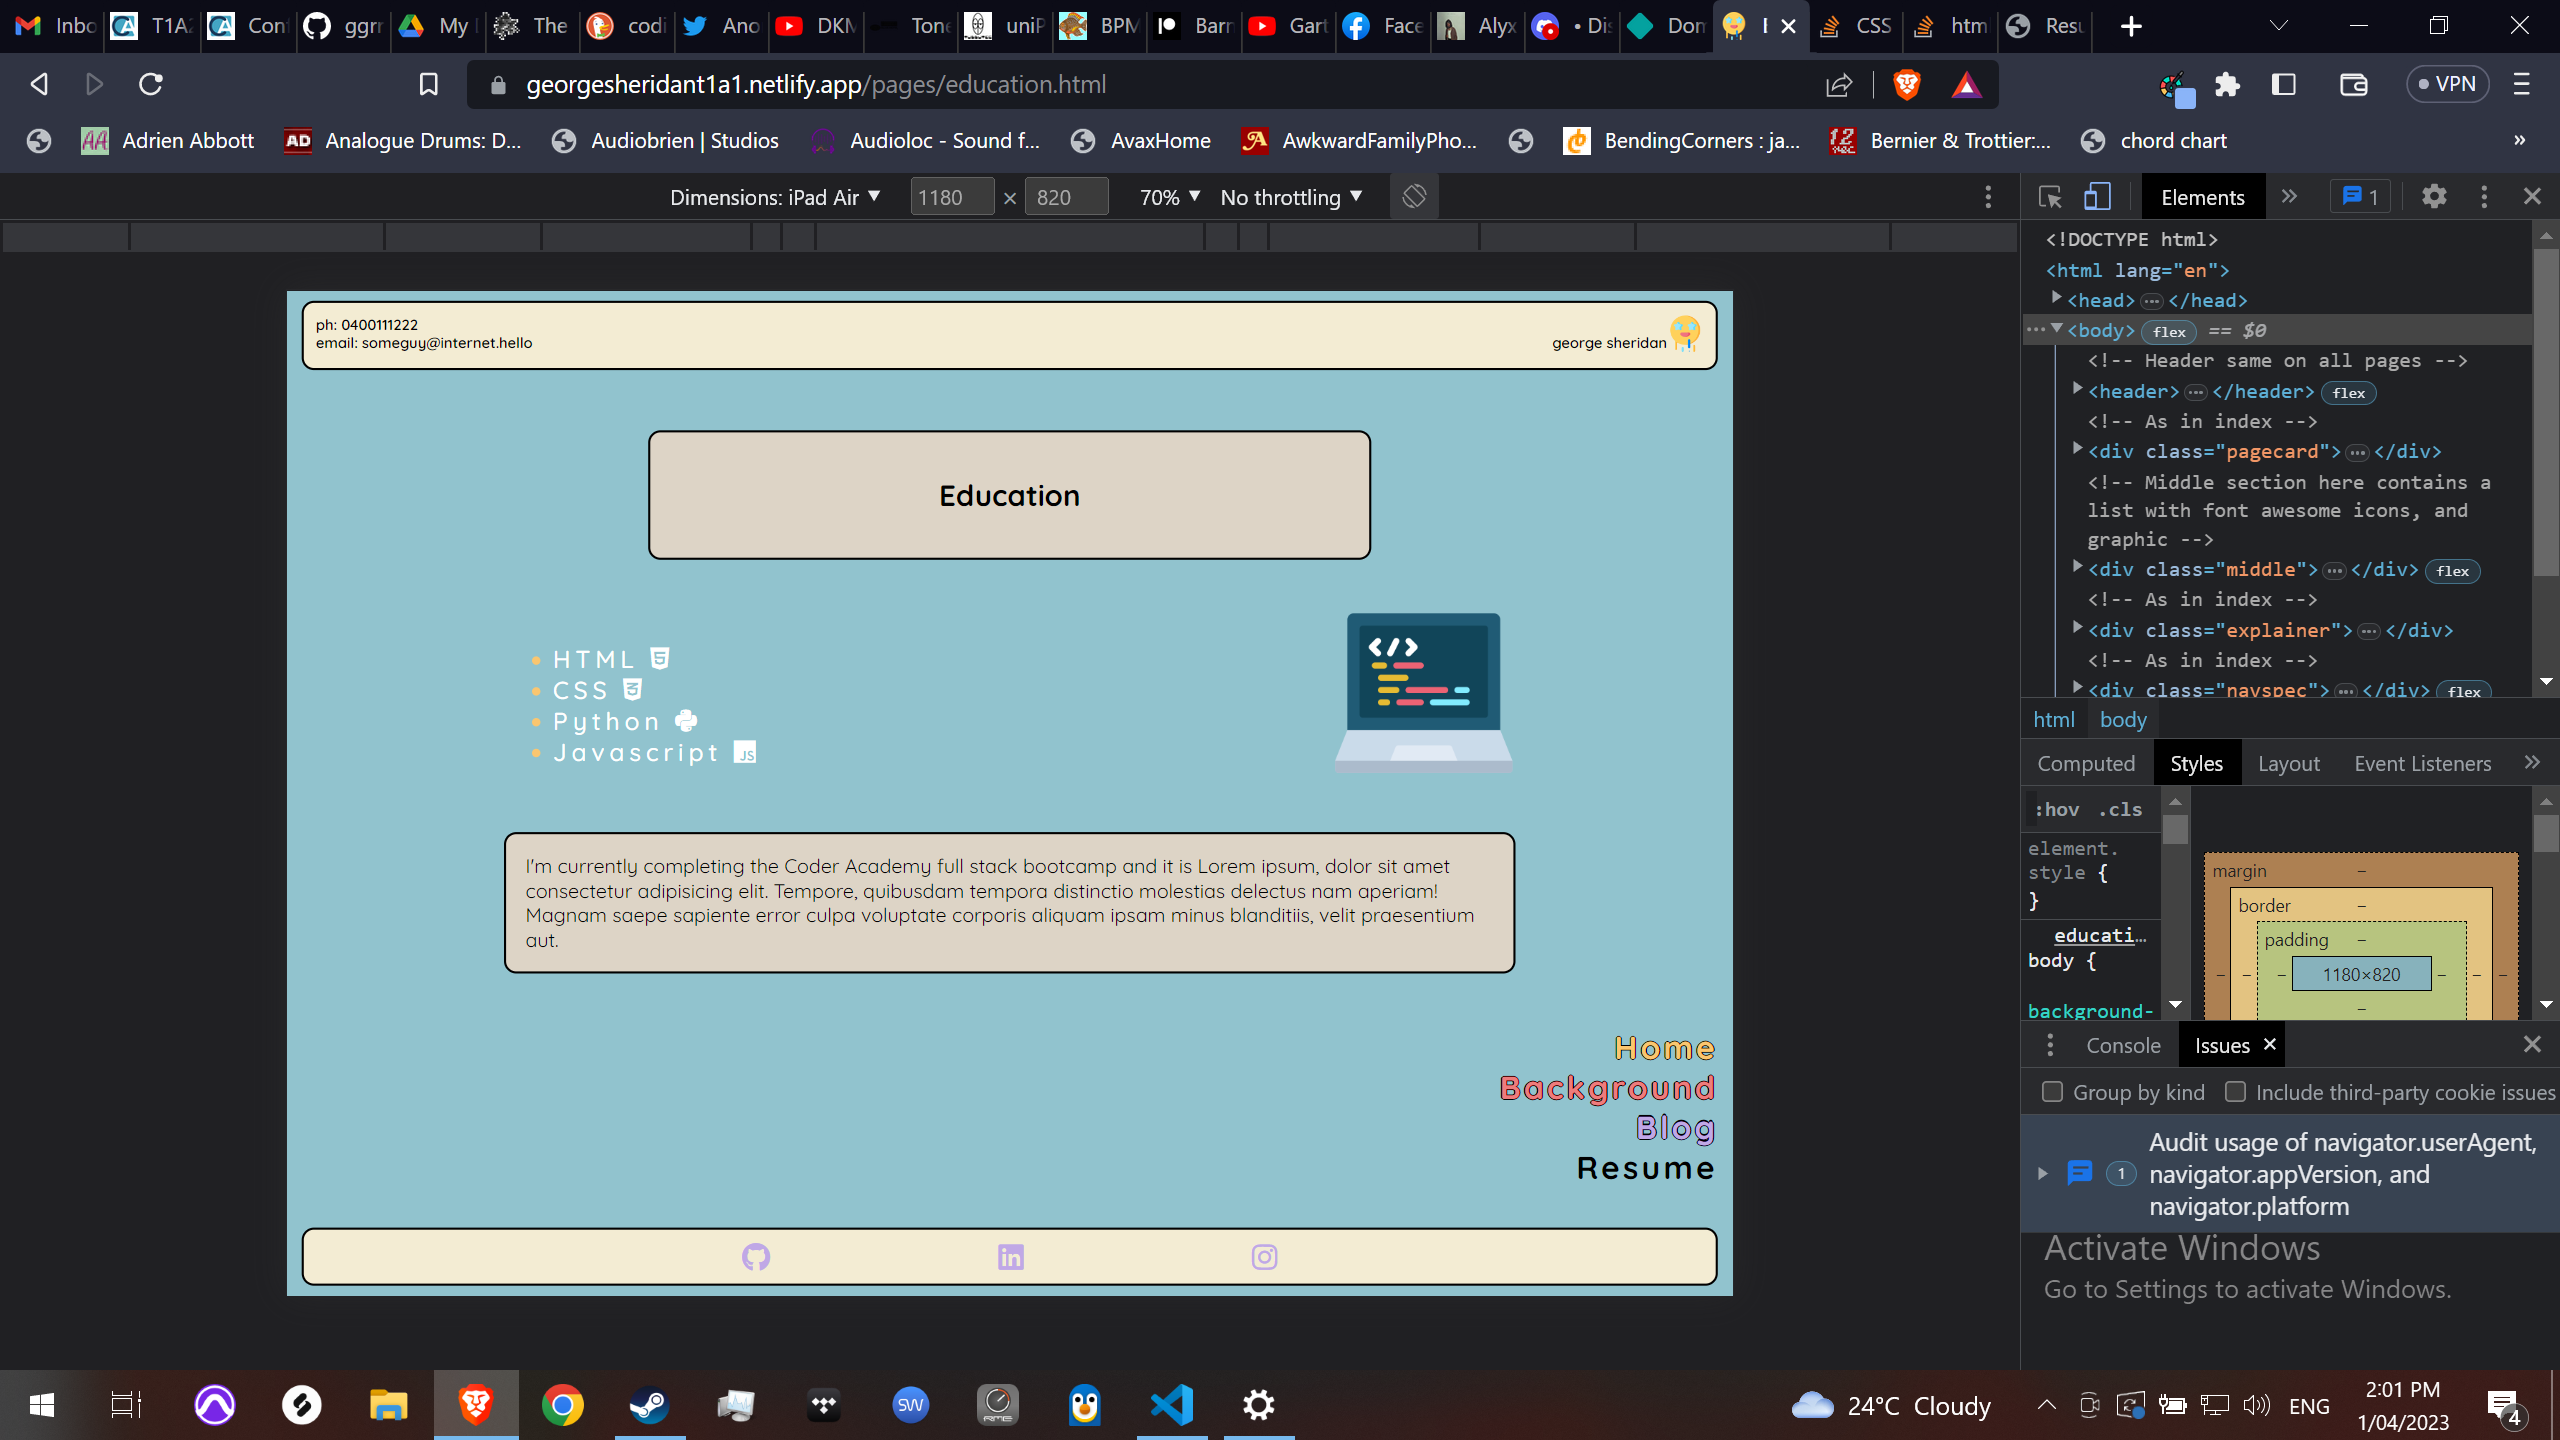 Inbo
T1A2
Con
ggrr
My
The
codi
Ano
DKM
Tone
uniP
BPM
Barr
Gart
Face
Alyx
• Dis
Dom
CSS
htm
Resu
georgesheridant1a1.netlify.app/pages/education.html
VPN
Adrien Abbott
Analogue Drums: D...
Audiobrien | Studios
Audioloc - Sound f...
AvaxHome
AwkwardFamilyPho...
BendingCorners : ja...
Bernier & Trottier:...
chord chart
»
Dimensions: iPad Air
1180 × 820
70%
No throttling
Elements
1
<!DOCTYPE html>
<html lang="en">
<head>…</head>
<body> flex == $0
<!-- Header same on all pages -->
<header>…</header> flex
<!-- As in index -->
<div class="pagecard">…</div>
<!-- Middle section here contains a
list with font awesome icons, and
graphic -->
<div class="middle">…</div> flex
<!-- As in index -->
<div class="explainer">…</div>
<!-- As in index -->
<div class="navspec">…</div> flex
html body
Computed Styles Layout Event Listeners
:hov .cls
element.
style {
}
educati…
body {
background-
margin –
border –
padding –
– – – 1180×820 – – –
–
Console Issues
Group by kind Include third-party cookie issues
1
Audit usage of navigator.userAgent,
navigator.appVersion, and
navigator.platform
Activate Windows
Go to Settings to activate Windows.
ph: 0400111222
email: someguy@internet.hello
george sheridan
Education
HTML
CSS
Python
Javascript JS
I'm currently completing the Coder Academy full stack bootcamp and it is Lorem ipsum, dolor sit amet
consectetur adipisicing elit. Tempore, quibusdam tempora distinctio molestias delectus nam aperiam!
Magnam saepe sapiente error culpa voluptate corporis aliquam ipsam minus blanditiis, velit praesentium
aut.
Home
Background
Blog
Resume
SW
RME
24°C Cloudy
ENG
2:01 PM
1/04/2023
4